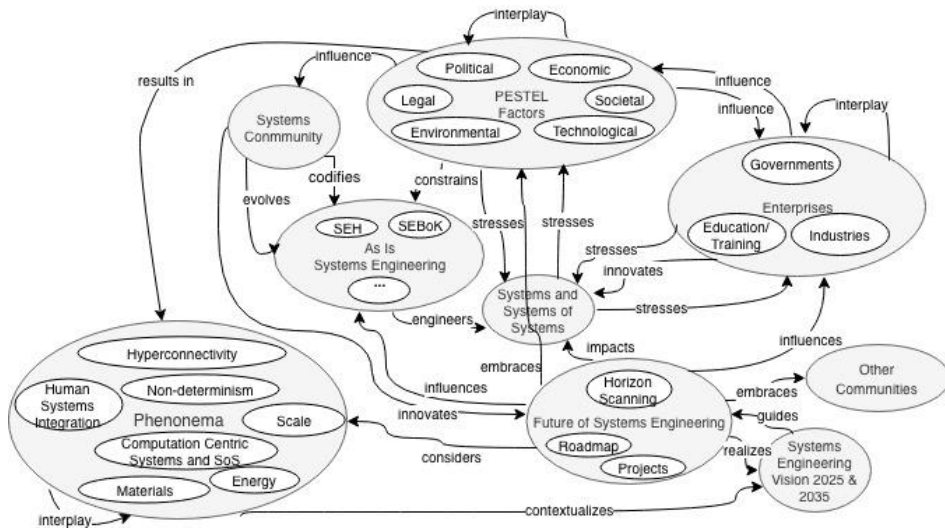 interplay
influence
results in
Political
Economic
PESTEL
Factors
Legal
Societal
Environmental
Technological
influence
influence
interplay
Systems
Conmmunity
Governments
Enterprises
Education/
Training
Industries
codifies
evolves
constrains
SEH
SEBoK
As Is
Systems Engineering
...
stresses
stresses
stresses
innovates
Systems and
Systems of
Systems
stresses
engineers
embraces
impacts
influences
influences
innovates
Hyperconnectivity
Human
Systems
Integration
Non-determinism
Phenonema
Scale
Computation Centric
Systems and SoS
Materials
Energy
interplay
considers
Horizon
Scanning
Future of Systems Engineering
Roadmap
Projects
embraces
Other
Communities
guides
realizes
Systems
Engineering
Vision 2025 &
2035
contextualizes